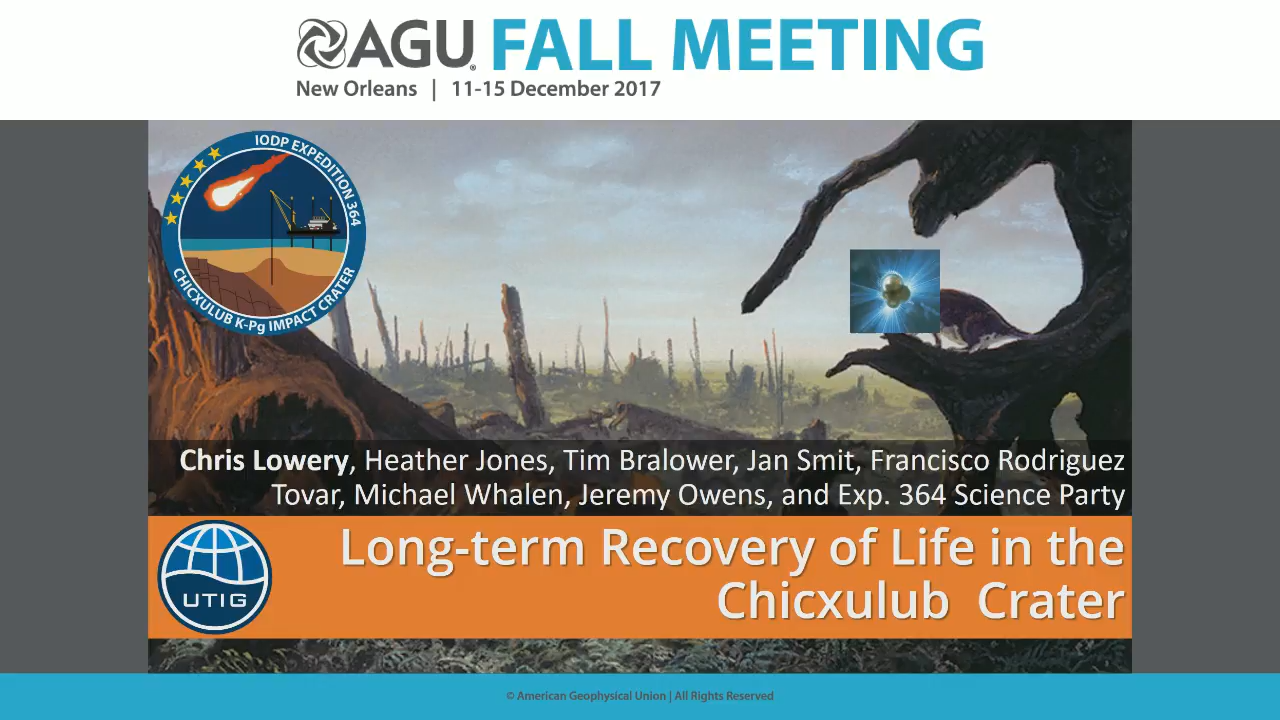 AGU FALL MEETING
New Orleans | 11-15 December 2017
IODP EXPEDITION 364
CHICXULUB K-Pg IMPACT CRATER
Chris Lowery, Heather Jones, Tim Bralower, Jan Smit, Francisco Rodriguez
Tovar, Michael Whalen, Jeremy Owens, and Exp. 364 Science Party
UTIG
Long-term Recovery of Life in the
Chicxulub Crater
© American Geophysical Union | All Rights Reserved